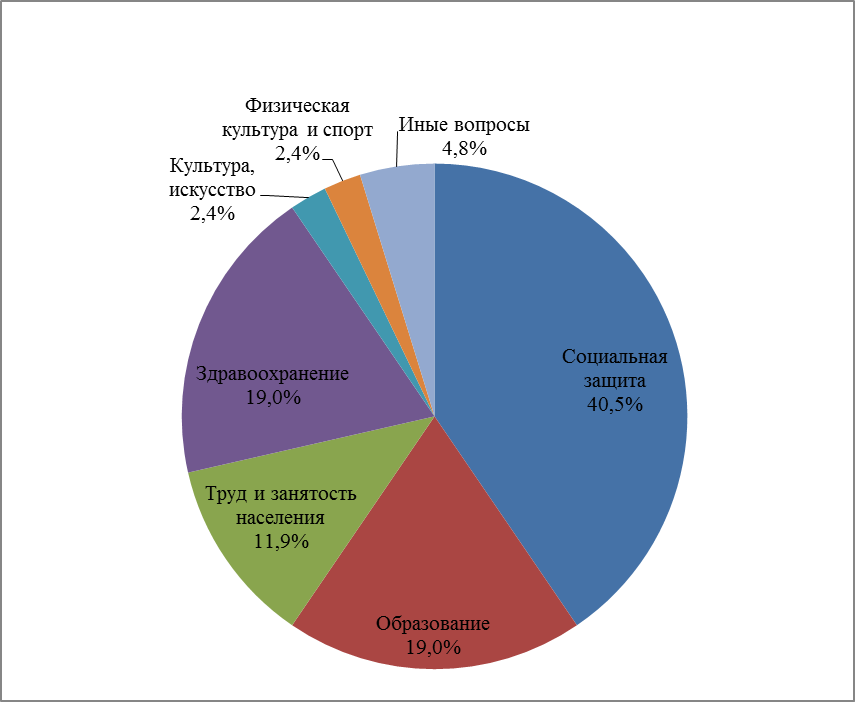 Физическая
культура и спорт
2,4%
Иные вопросы
4,8%
Культура,
искусство
2,4%
Социальная
защита
40,5%
Здравоохранение
19,0%
Труд и занятость
населения
11,9%
Образование
19,0%